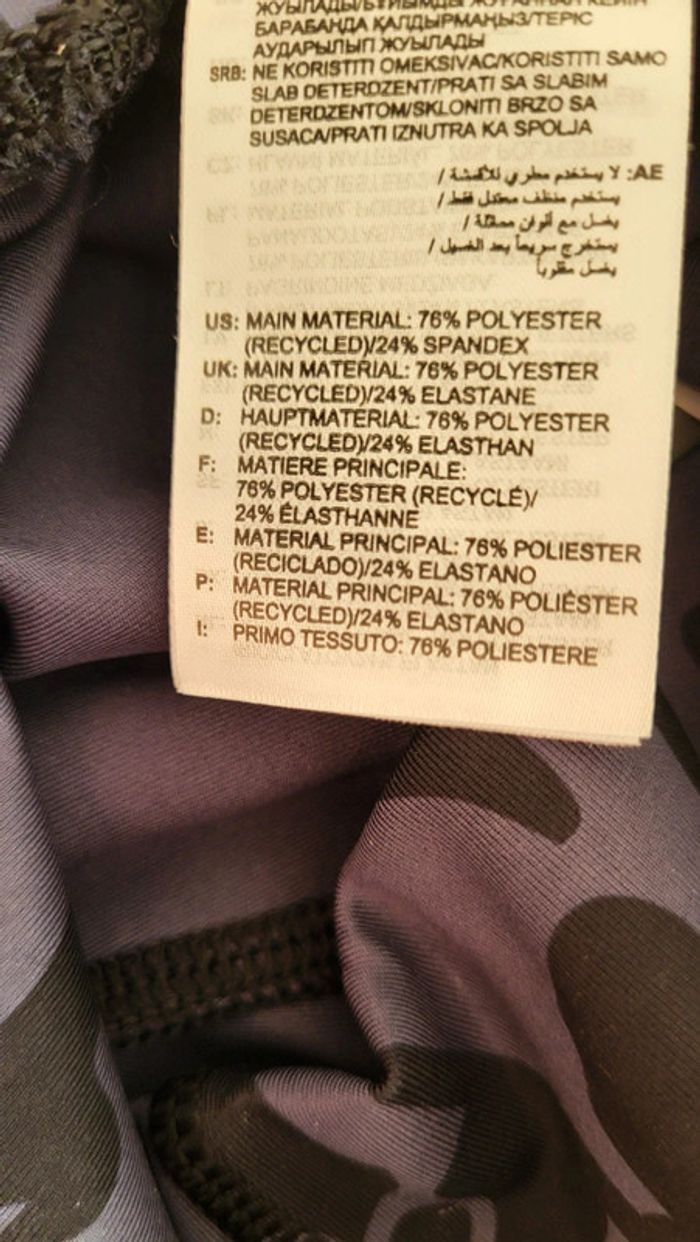 ЖУЫЛАДЫ/БҰЙЫМДЫ ЖУҒАННАН КЕЙІН
БАРАБАНДА ҚАЛДЫРМАҢЫЗ/ТЕРІС
АУДАРЫЛЫП ЖУЫЛАДЫ
SRB: NE KORISTITI OMEKSIVAC/KORISTITI SAMO
SLAB DETERDZENT/PRATI SA SLABIM
DETERDZENTOM/SKLONITI BRZO SA
SUSACA/PRATI IZNUTRA KA SPOLJA
AE: لا يستخدم مطري للأقمشة /
يستخدم منظف معتدل فقط /
يغسل مع ألوان مماثلة /
يستخرج سريعاً بعد الغسيل /
يغسل مقلوباً
US: MAIN MATERIAL: 76% POLYESTER
(RECYCLED)/24% SPANDEX
UK: MAIN MATERIAL: 76% POLYESTER
(RECYCLED)/24% ELASTANE
D: HAUPTMATERIAL: 76% POLYESTER
(RECYCLED)/24% ELASTHAN
F: MATIERE PRINCIPALE:
76% POLYESTER (RECYCLÉ)/
24% ÉLASTHANNE
E: MATERIAL PRINCIPAL: 76% POLIESTER
(RECICLADO)/24% ELASTANO
P: MATERIAL PRINCIPAL: 76% POLIÉSTER
(RECYCLED)/24% ELASTANO
I: PRIMO TESSUTO: 76% POLIESTERE